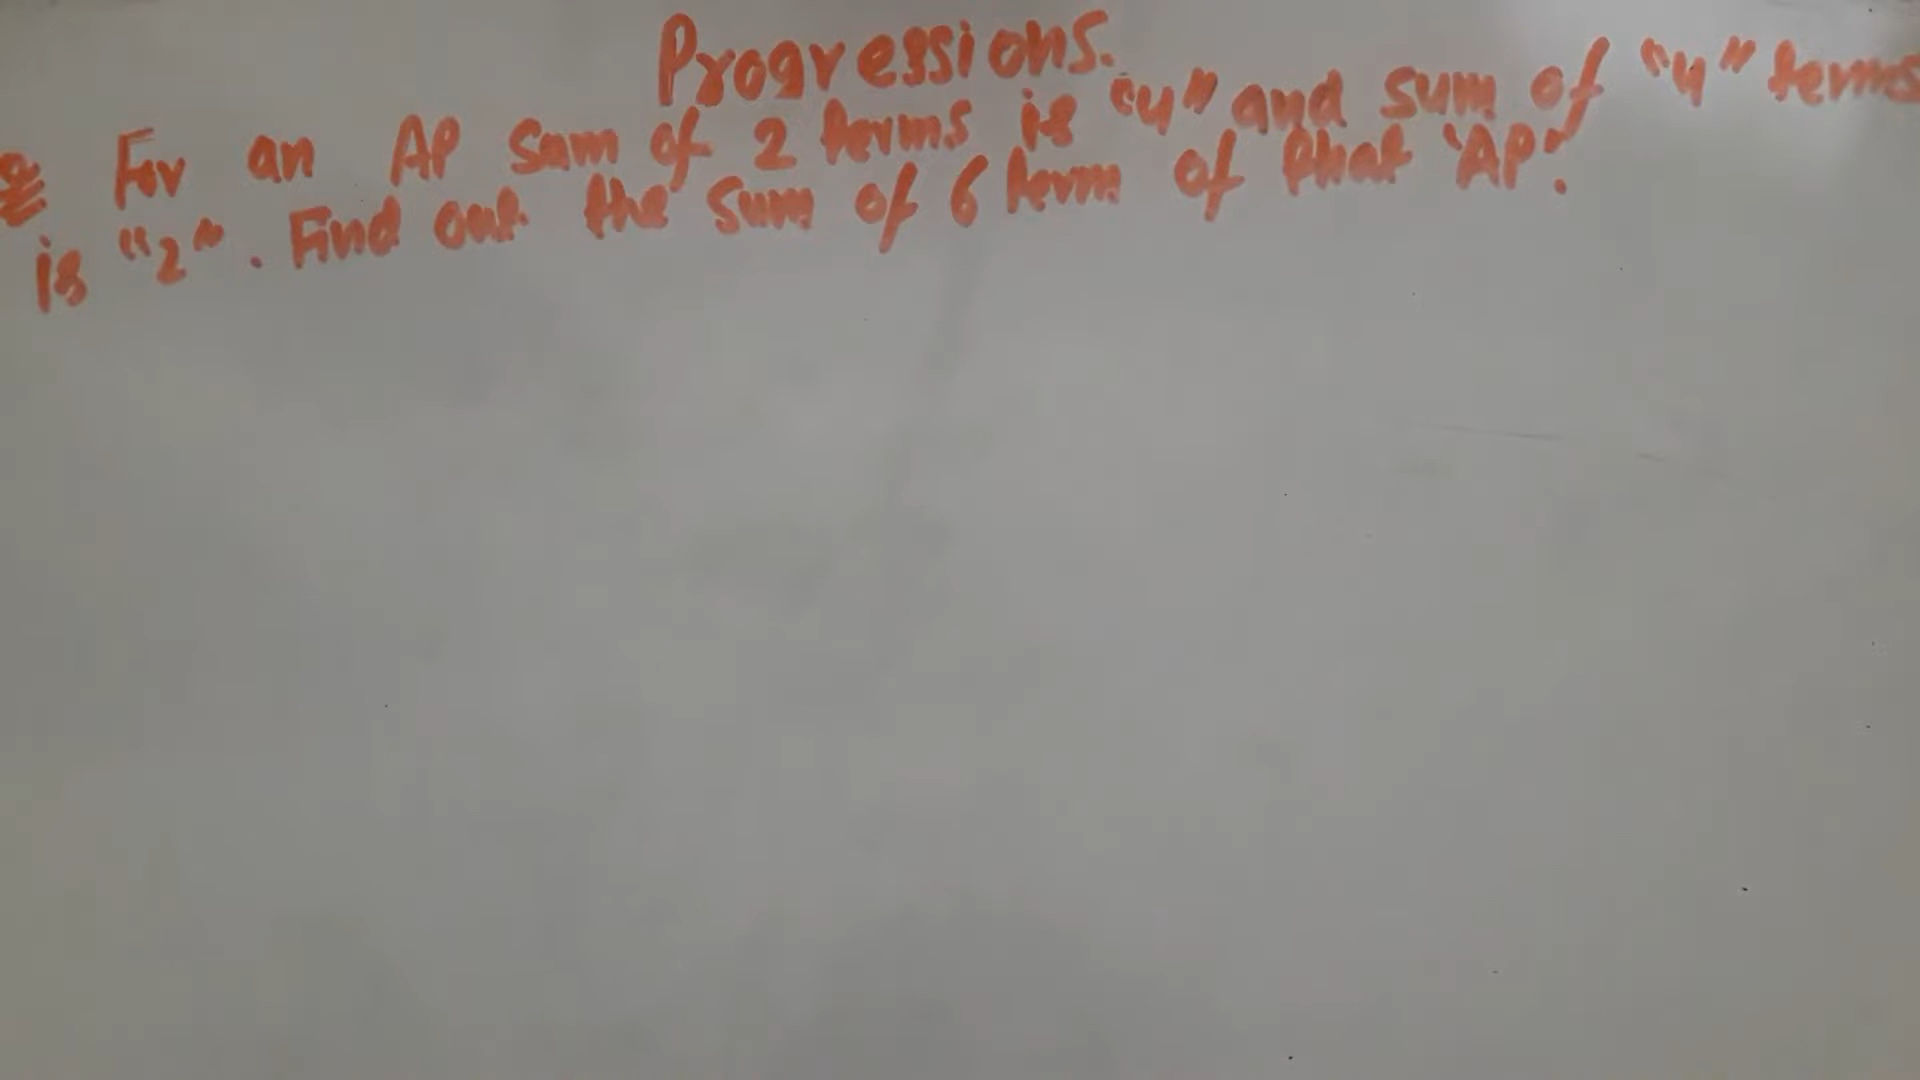 Progressions.
Q For an AP sum of 2 terms is "4" and sum of "4" terms
is "2". Find out the sum of 6 term of that "AP".